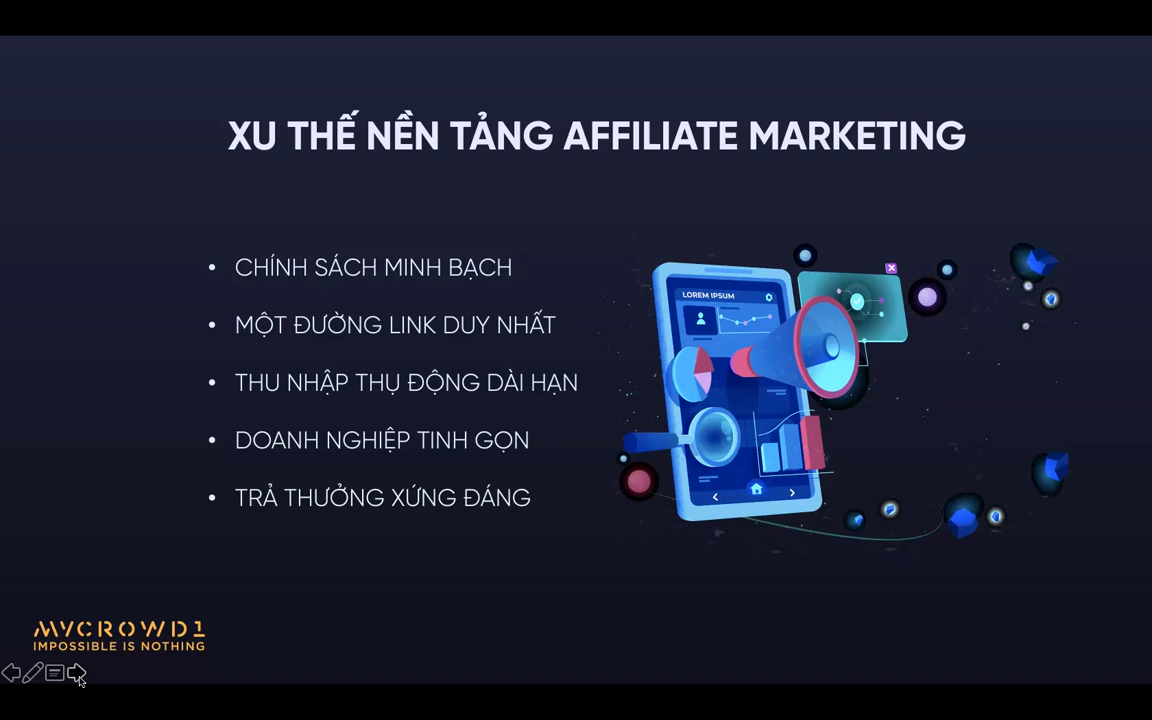 XU THẾ NỀN TẢNG AFFILIATE MARKETING
• CHÍNH SÁCH MINH BẠCH
• MỘT ĐƯỜNG LINK DUY NHẤT
• THU NHẬP THỤ ĐỘNG DÀI HẠN
• DOANH NGHIỆP TINH GỌN
• TRẢ THƯỞNG XỨNG ĐÁNG
LOREM IPSUM
MYCROWD1
IMPOSSIBLE IS NOTHING